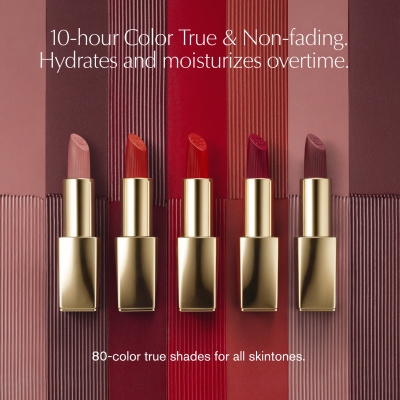 10-hour Color True & Non-fading.
Hydrates and moisturizes overtime.
80-color true shades for all skintones.